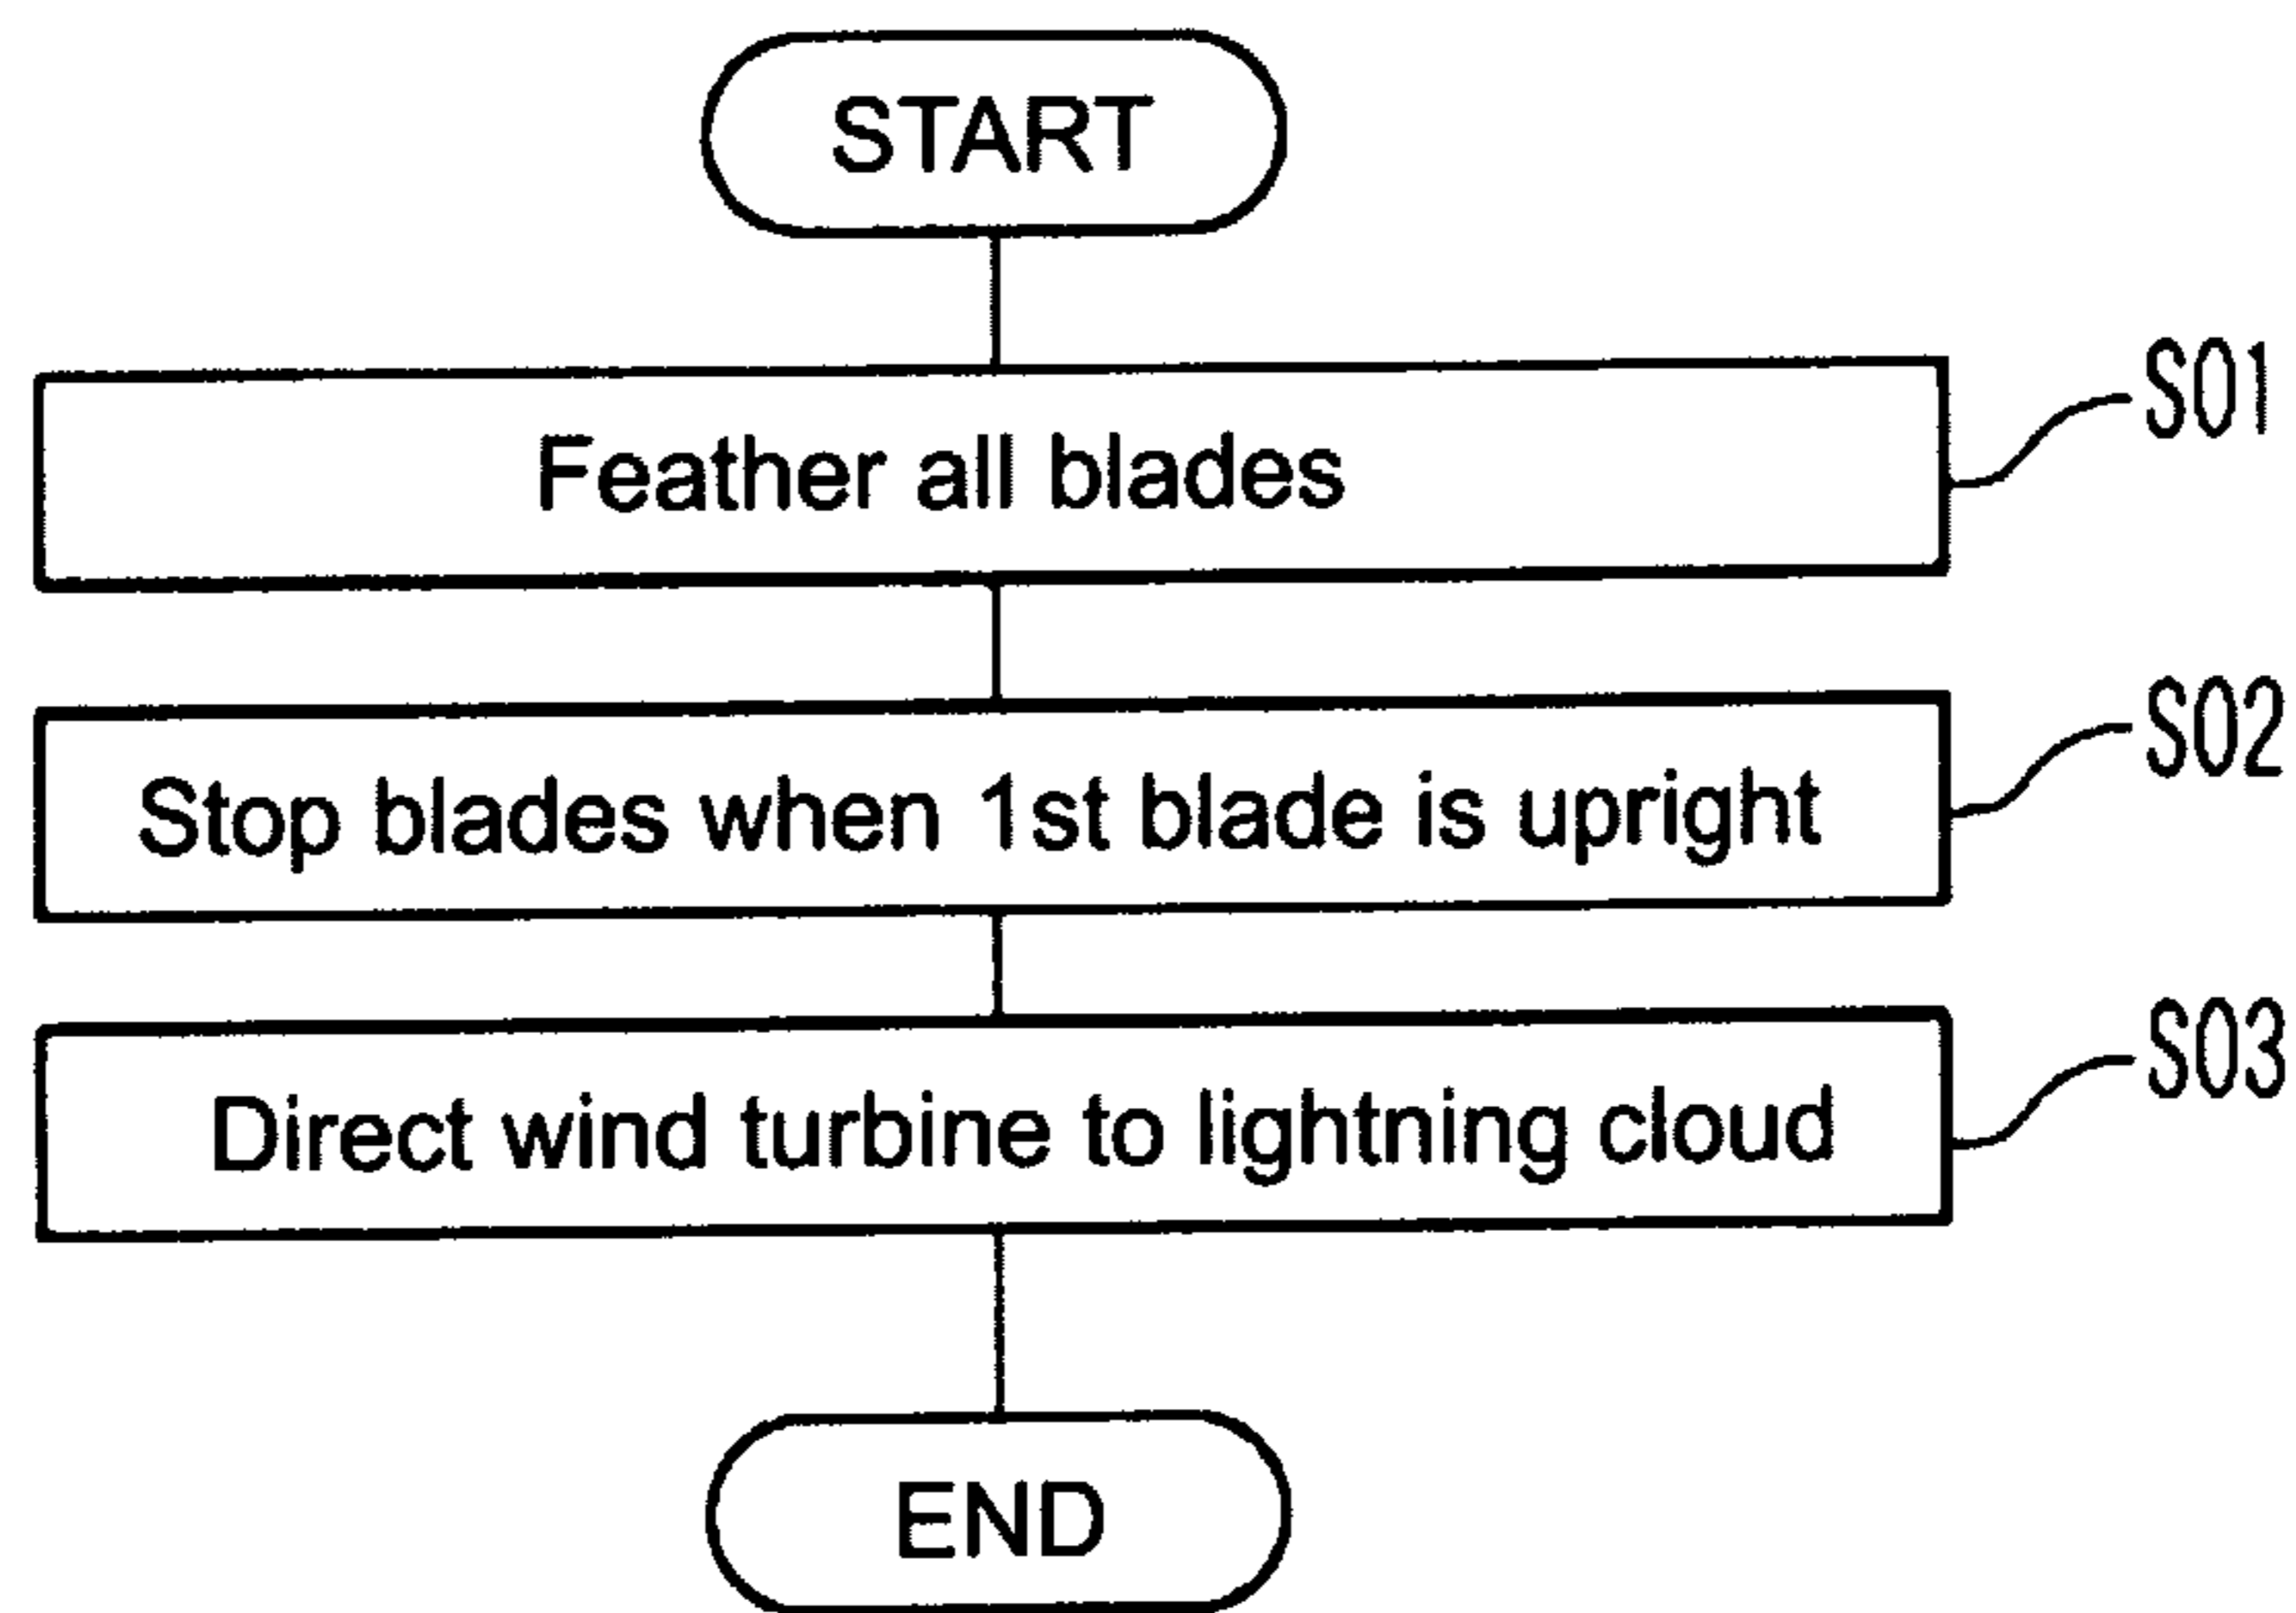 START
Feather all blades
S01
Stop blades when 1st blade is upright
S02
Direct wind turbine to lightning cloud
S03
END